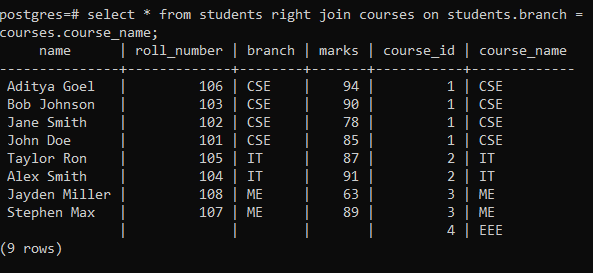 postgres=# select * from students right join courses on students.branch =
courses.course_name;
     name      | roll_number | branch | marks | course_id | course_name
---------------+-------------+--------+-------+-----------+-------------
 Aditya Goel   |         106 | CSE    |    94 |         1 | CSE
 Bob Johnson   |         103 | CSE    |    90 |         1 | CSE
 Jane Smith    |         102 | CSE    |    78 |         1 | CSE
 John Doe      |         101 | CSE    |    85 |         1 | CSE
 Taylor Ron    |         105 | IT     |    87 |         2 | IT
 Alex Smith    |         104 | IT     |    91 |         2 | IT
 Jayden Miller |         108 | ME     |    63 |         3 | ME
 Stephen Max   |         107 | ME     |    89 |         3 | ME
               |             |        |       |         4 | EEE
(9 rows)